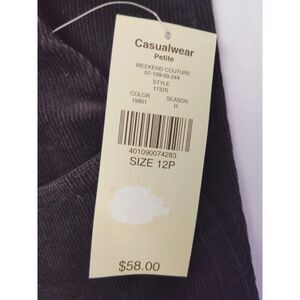 Casualwear
Petite
WEEKEND COUTURE
01-109-00-244
STYLE
17370
COLOR SEASON
19801 H
401090074283
SIZE 12P
$58.00